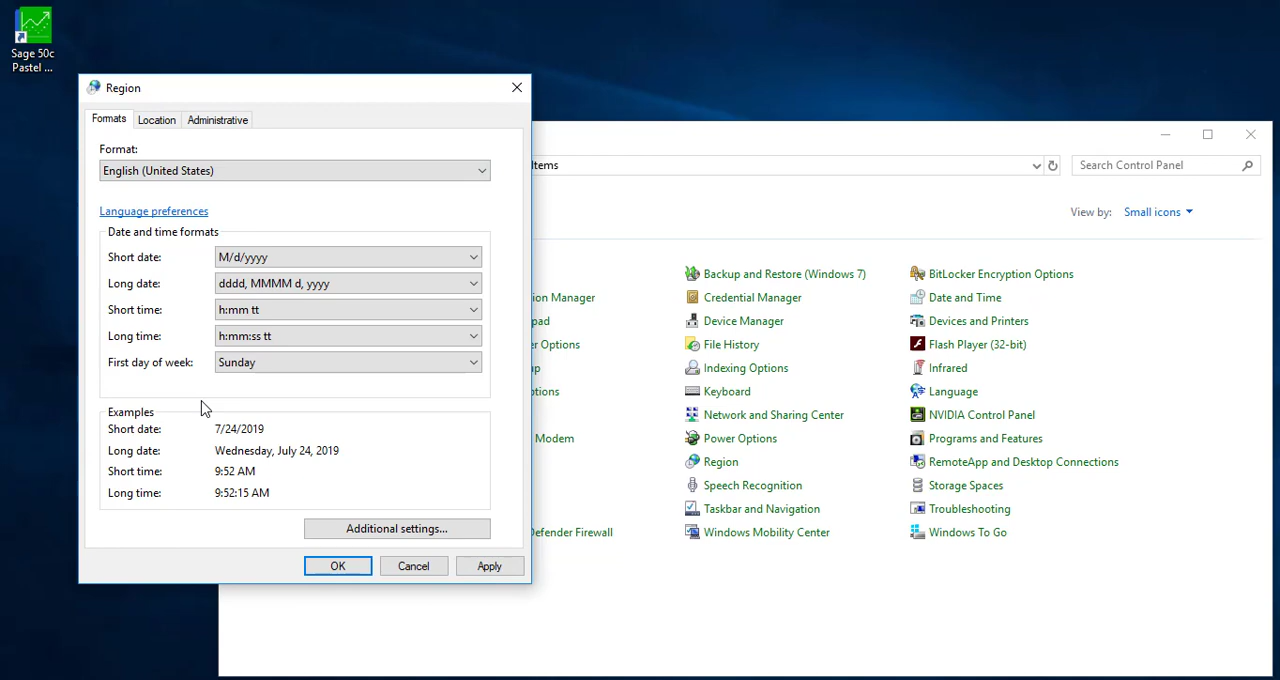 Sage 50c
Pastel ...
Region
Formats
Location
Administrative
Format:
English (United States)
Language preferences
Date and time formats
Short date:
M/d/yyyy
Long date:
dddd, MMMM d, yyyy
Short time:
h:mm tt
Long time:
h:mm:ss tt
First day of week:
Sunday
Examples
Short date:
7/24/2019
Long date:
Wednesday, July 24, 2019
Short time:
9:52 AM
Long time:
9:52:15 AM
Additional settings...
OK
Cancel
Apply
Items
Search Control Panel
View by:
Small icons
Backup and Restore (Windows 7)
BitLocker Encryption Options
ion Manager
Credential Manager
Date and Time
pad
Device Manager
Devices and Printers
er Options
File History
Flash Player (32-bit)
up
Indexing Options
Infrared
ptions
Keyboard
Language
Network and Sharing Center
NVIDIA Control Panel
Modem
Power Options
Programs and Features
Region
RemoteApp and Desktop Connections
Speech Recognition
Storage Spaces
Taskbar and Navigation
Troubleshooting
Defender Firewall
Windows Mobility Center
Windows To Go